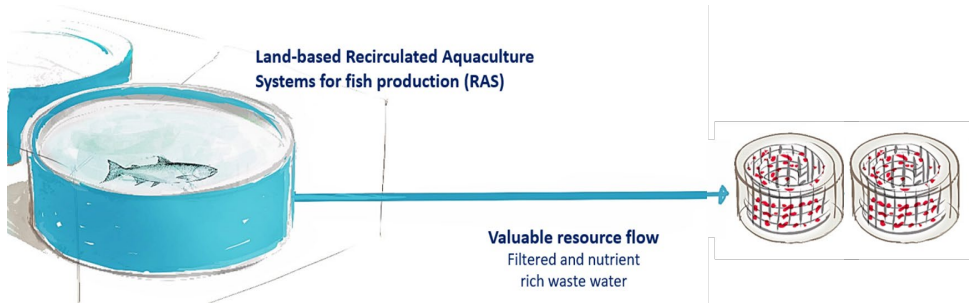 Land-based Recirculated Aquaculture
Systems for fish production (RAS)
Valuable resource flow
Filtered and nutrient
rich waste water